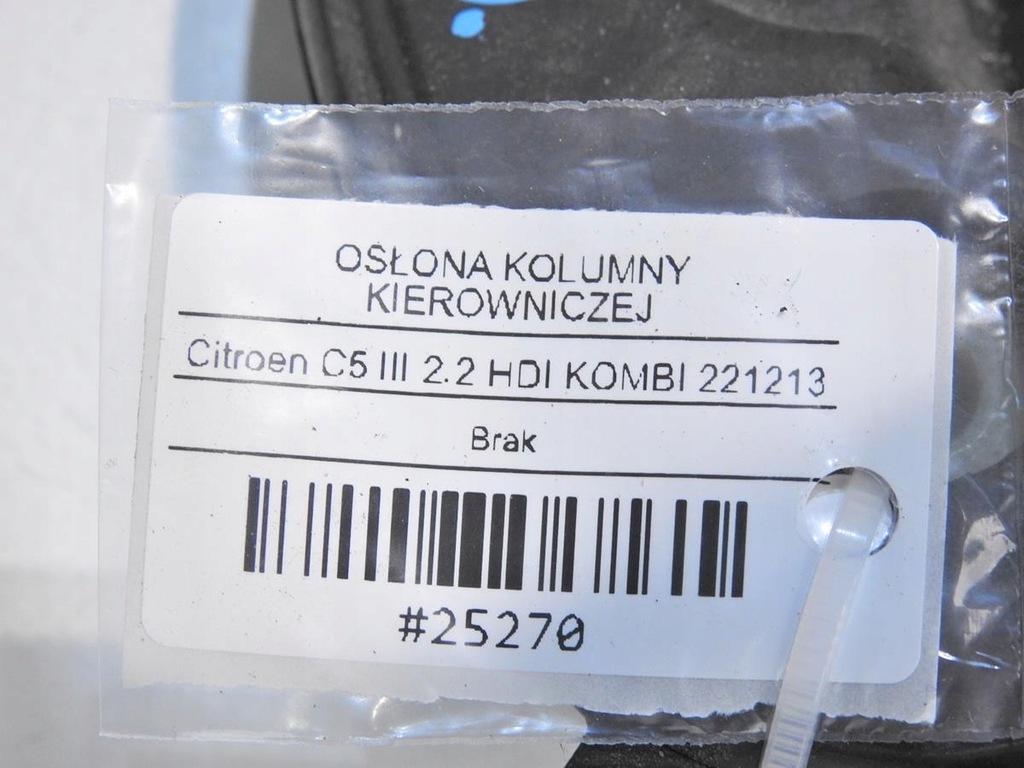 OSŁONA KOLUMNY
KIEROWNICZEJ
Citroen C5 III 2.2 HDI KOMBI 221213
Brak
#25270